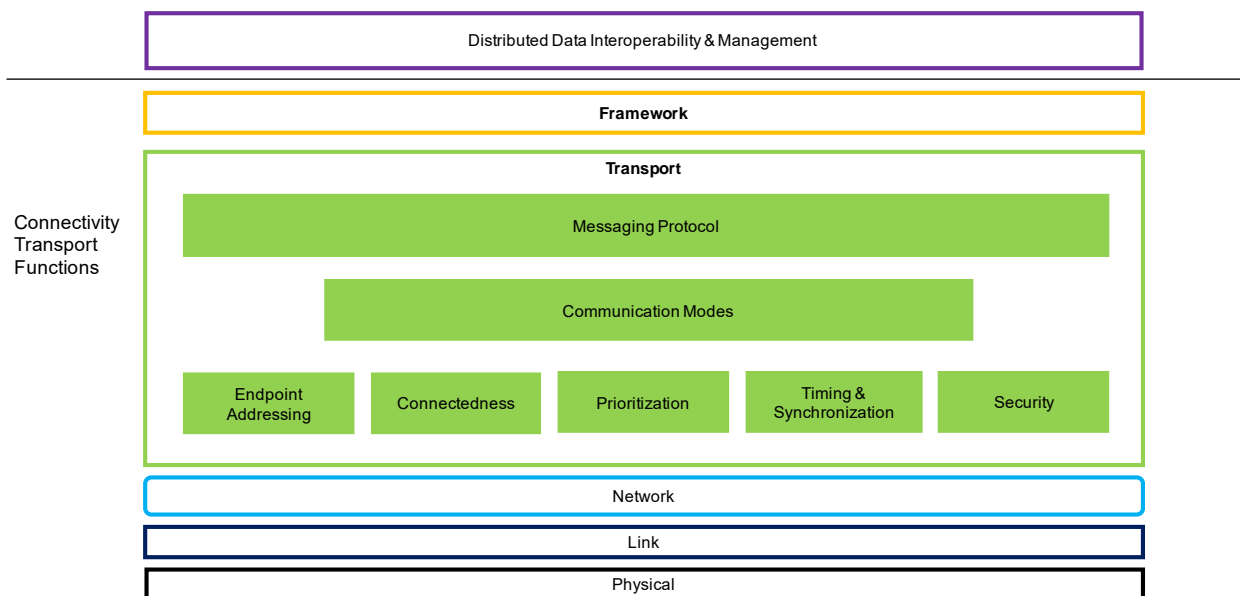 Distributed Data Interoperability & Management
Framework
Transport
Connectivity
Transport
Functions
Messaging Protocol
Communication Modes
Endpoint
Addressing
Connectedness
Prioritization
Timing &
Synchronization
Security
Network
Link
Physical